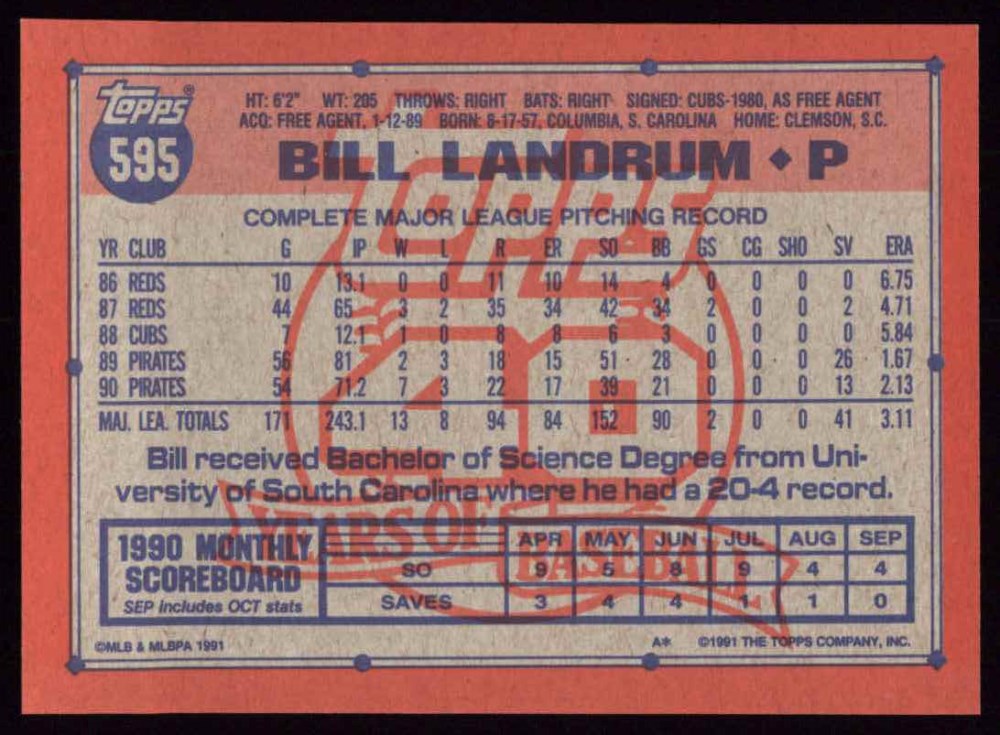 Topps®
595
HT: 6'2" WT: 205 THROWS: RIGHT BATS: RIGHT SIGNED: CUBS-1980, AS FREE AGENT
ACQ: FREE AGENT, 1-12-89 BORN: 8-17-57, COLUMBIA, S. CAROLINA HOME: CLEMSON, S.C.
BILL LANDRUM ◆ P
TOPPS
40
YEARS OF
BASEBALL
COMPLETE MAJOR LEAGUE PITCHING RECORD
YR CLUB G IP W L R ER SO BB GS CG SHO SV ERA
86 REDS 10 13.1 0 0 11 10 14 4 0 0 0 0 6.75
87 REDS 44 65 3 2 35 34 42 34 2 0 0 2 4.71
88 CUBS 7 12.1 1 0 8 8 6 3 0 0 0 0 5.84
89 PIRATES 56 81 2 3 18 15 51 28 0 0 0 26 1.67
90 PIRATES 54 71.2 7 3 22 17 39 21 0 0 0 13 2.13
MAJ. LEA. TOTALS 171 243.1 13 8 94 84 152 90 2 0 0 41 3.11
Bill received Bachelor of Science Degree from Uni-
versity of South Carolina where he had a 20-4 record.
1990 MONTHLY
SCOREBOARD
SEP includes OCT stats
APR MAY JUN JUL AUG SEP
SO 9 5 8 9 4 4
SAVES 3 4 4 1 1 0
©MLB & MLBPA 1991 A* ©1991 THE TOPPS COMPANY, INC.